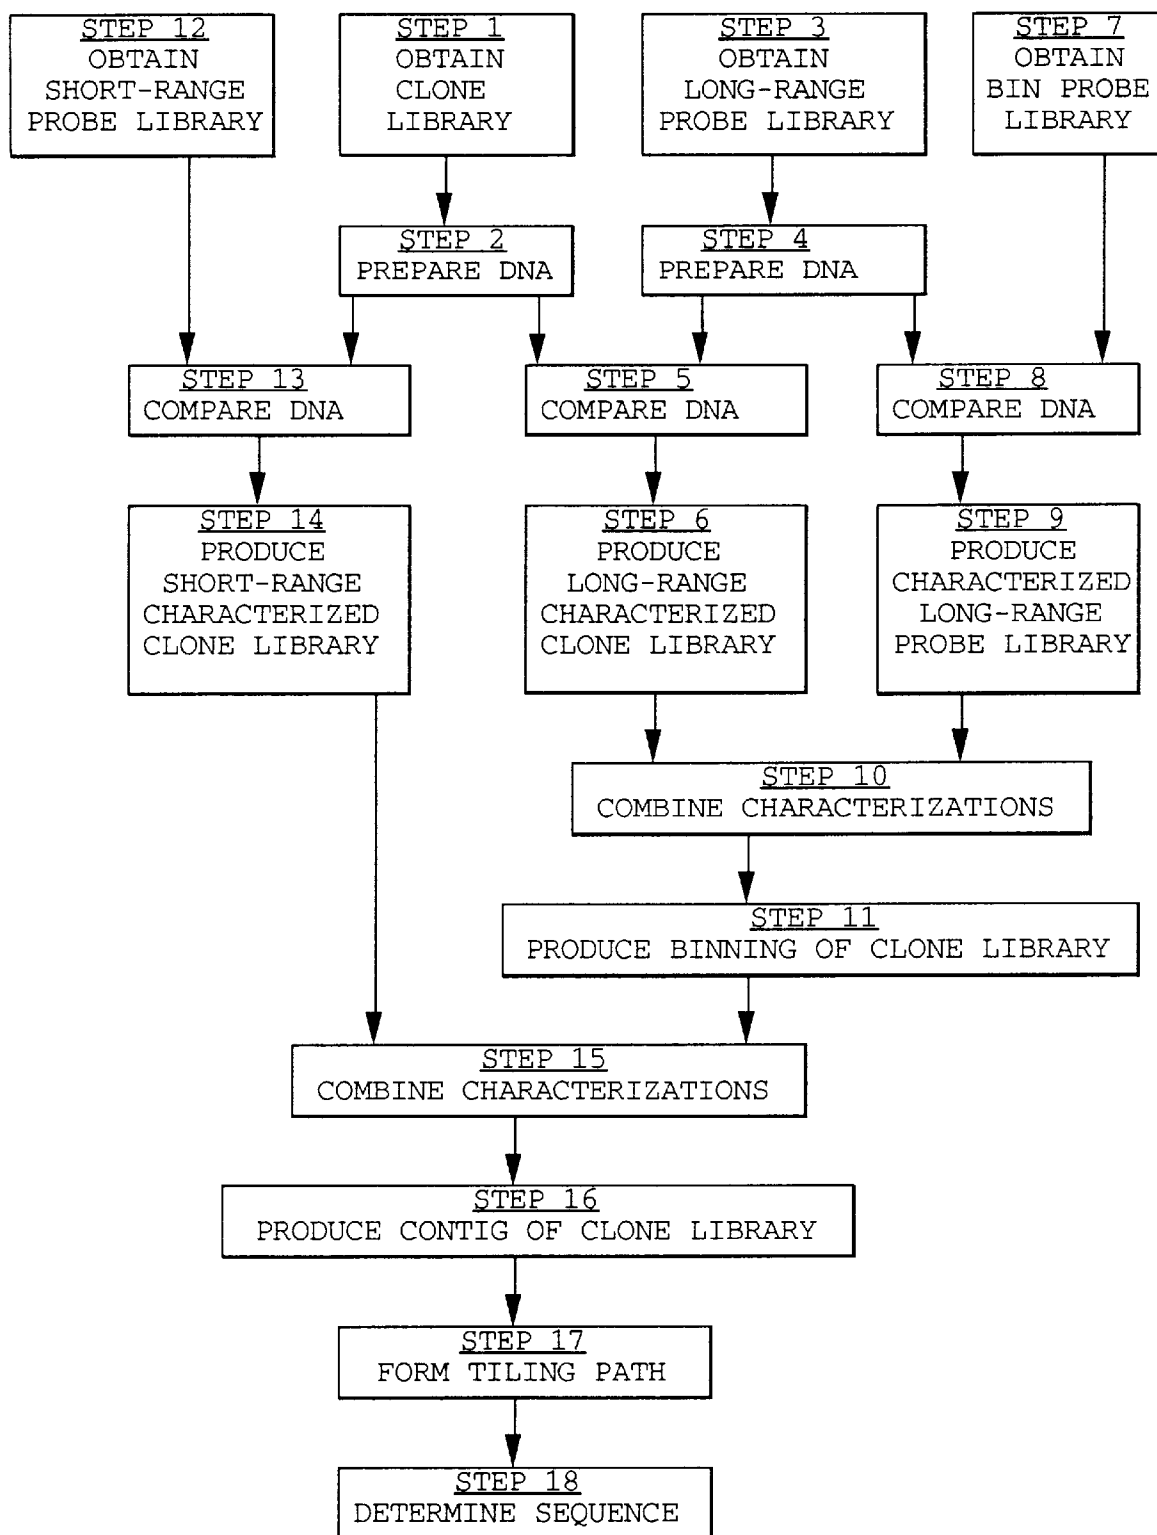 STEP 12
OBTAIN
SHORT-RANGE
PROBE LIBRARY
STEP 1
OBTAIN
CLONE
LIBRARY
STEP 3
OBTAIN
LONG-RANGE
PROBE LIBRARY
STEP 7
OBTAIN
BIN PROBE
LIBRARY
STEP 2
PREPARE DNA
STEP 4
PREPARE DNA
STEP 13
COMPARE DNA
STEP 5
COMPARE DNA
STEP 8
COMPARE DNA
STEP 14
PRODUCE
SHORT-RANGE
CHARACTERIZED
CLONE LIBRARY
STEP 6
PRODUCE
LONG-RANGE
CHARACTERIZED
CLONE LIBRARY
STEP 9
PRODUCE
CHARACTERIZED
LONG-RANGE
PROBE LIBRARY
STEP 10
COMBINE CHARACTERIZATIONS
STEP 11
PRODUCE BINNING OF CLONE LIBRARY
STEP 15
COMBINE CHARACTERIZATIONS
STEP 16
PRODUCE CONTIG OF CLONE LIBRARY
STEP 17
FORM TILING PATH
STEP 18
DETERMINE SEQUENCE